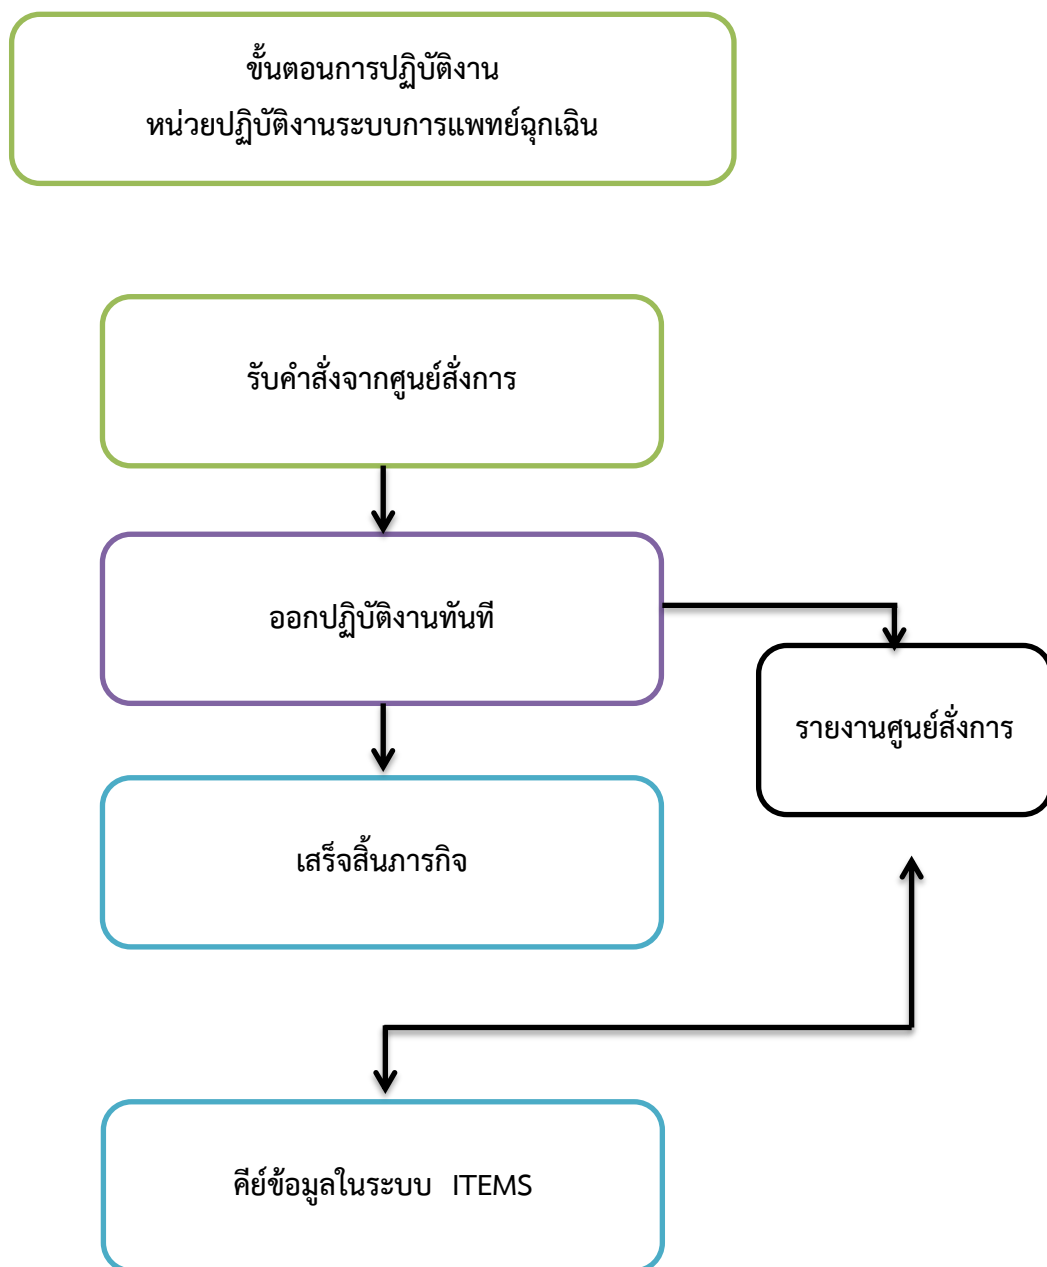 ขั้นตอนการปฏิบัติงาน
หน่วยปฏิบัติงานระบบการแพทย์ฉุกเฉิน
รับคำสั่งจากศูนย์สั่งการ
ออกปฏิบัติงานทันที
รายงานศูนย์สั่งการ
เสร็จสิ้นภารกิจ
คีย์ข้อมูลในระบบ ITEMS